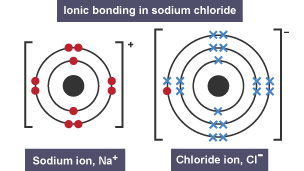 Ionic bonding in sodium chloride
+
−
Sodium ion, Na⁺
Chloride ion, Cl⁻